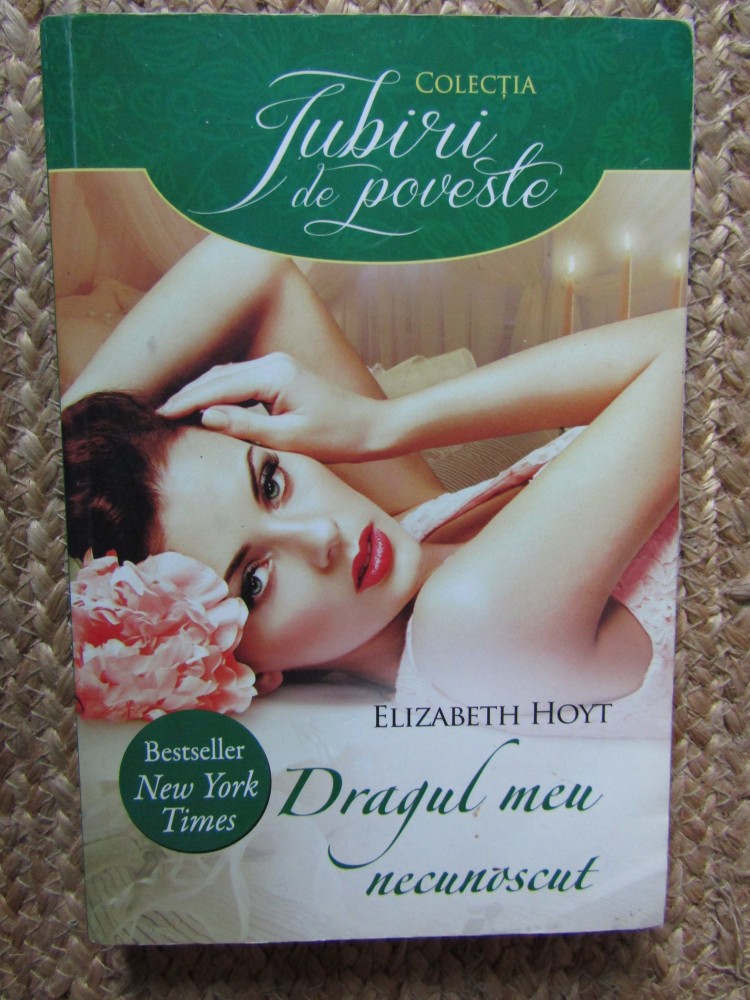 COLECȚIA
Iubiri
de poveste
ELIZABETH HOYT
Bestseller
New York
Times
Dragul meu
necunoscut